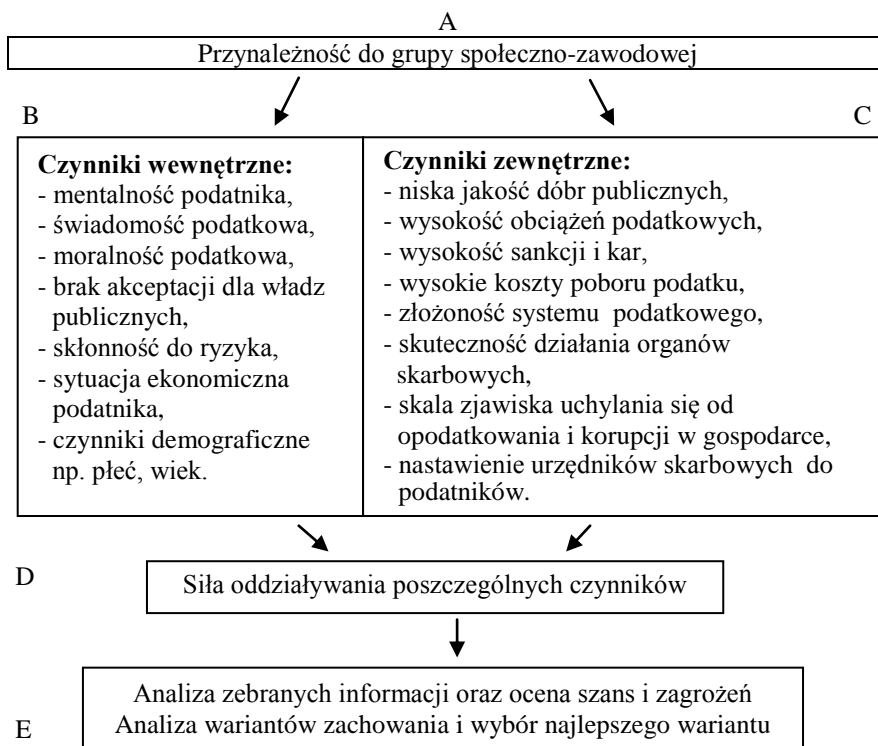 A
Przynależność do grupy społeczno-zawodowej
B
C
Czynniki wewnętrzne:
- mentalność podatnika,
- świadomość podatkowa,
- moralność podatkowa,
- brak akceptacji dla władz
publicznych,
- skłonność do ryzyka,
- sytuacja ekonomiczna
podatnika,
- czynniki demograficzne
np. płeć, wiek.
Czynniki zewnętrzne:
- niska jakość dóbr publicznych,
- wysokość obciążeń podatkowych,
- wysokość sankcji i kar,
- wysokie koszty poboru podatku,
- złożoność systemu podatkowego,
- skuteczność działania organów
skarbowych,
- skala zjawiska uchylania się od
opodatkowania i korupcji w gospodarce,
- nastawienie urzędników skarbowych do
podatników.
D
Siła oddziaływania poszczególnych czynników
Analiza zebranych informacji oraz ocena szans i zagrożeń
E
Analiza wariantów zachowania i wybór najlepszego wariantu